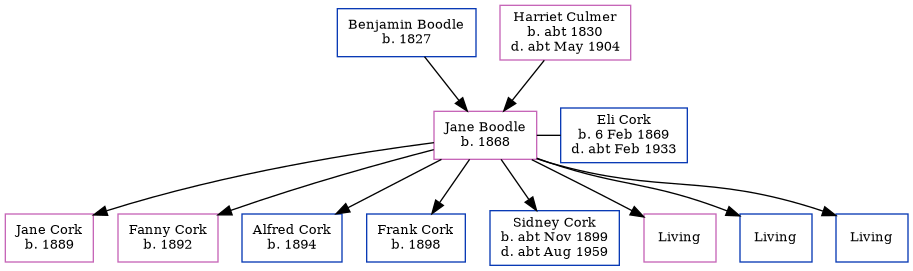 Benjamin Boodle
b. 1827
Harriet Culmer
b. abt 1830
d. abt May 1904
Jane Boodle
b. 1868
Eli Cork
b. 6 Feb 1869
d. abt Feb 1933
Jane Cork
b. 1889
Fanny Cork
b. 1892
Alfred Cork
b. 1894
Frank Cork
b. 1898
Sidney Cork
b. abt Nov 1899
d. abt Aug 1959
Living
Living
Living